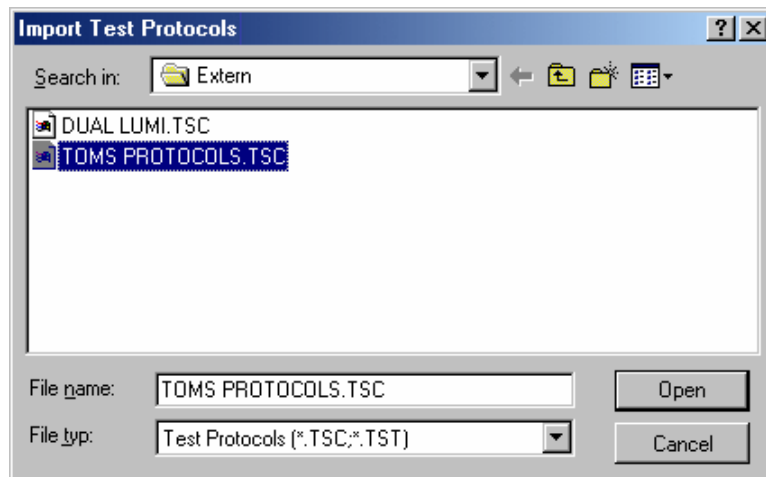 Import Test Protocols
Search in: Extern
DUAL LUMI.TSC
TOMS PROTOCOLS.TSC
File name: TOMS PROTOCOLS.TSC Open
File typ: Test Protocols (*.TSC;*.TST) Cancel